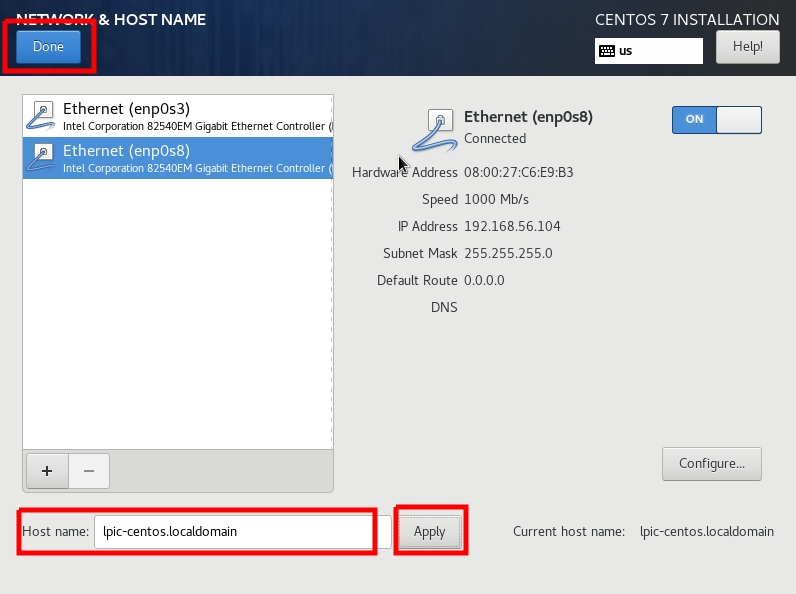 NETWORK & HOST NAME
CENTOS 7 INSTALLATION
Done
us
Help!
Ethernet (enp0s3)
Intel Corporation 82540EM Gigabit Ethernet Controller (
Ethernet (enp0s8)
Intel Corporation 82540EM Gigabit Ethernet Controller (
Ethernet (enp0s8)
Connected
ON
Hardware Address 08:00:27:C6:E9:B3
Speed 1000 Mb/s
IP Address 192.168.56.104
Subnet Mask 255.255.255.0
Default Route 0.0.0.0
DNS
+ −
Configure...
Host name: lpic-centos.localdomain Apply Current host name: lpic-centos.localdomain